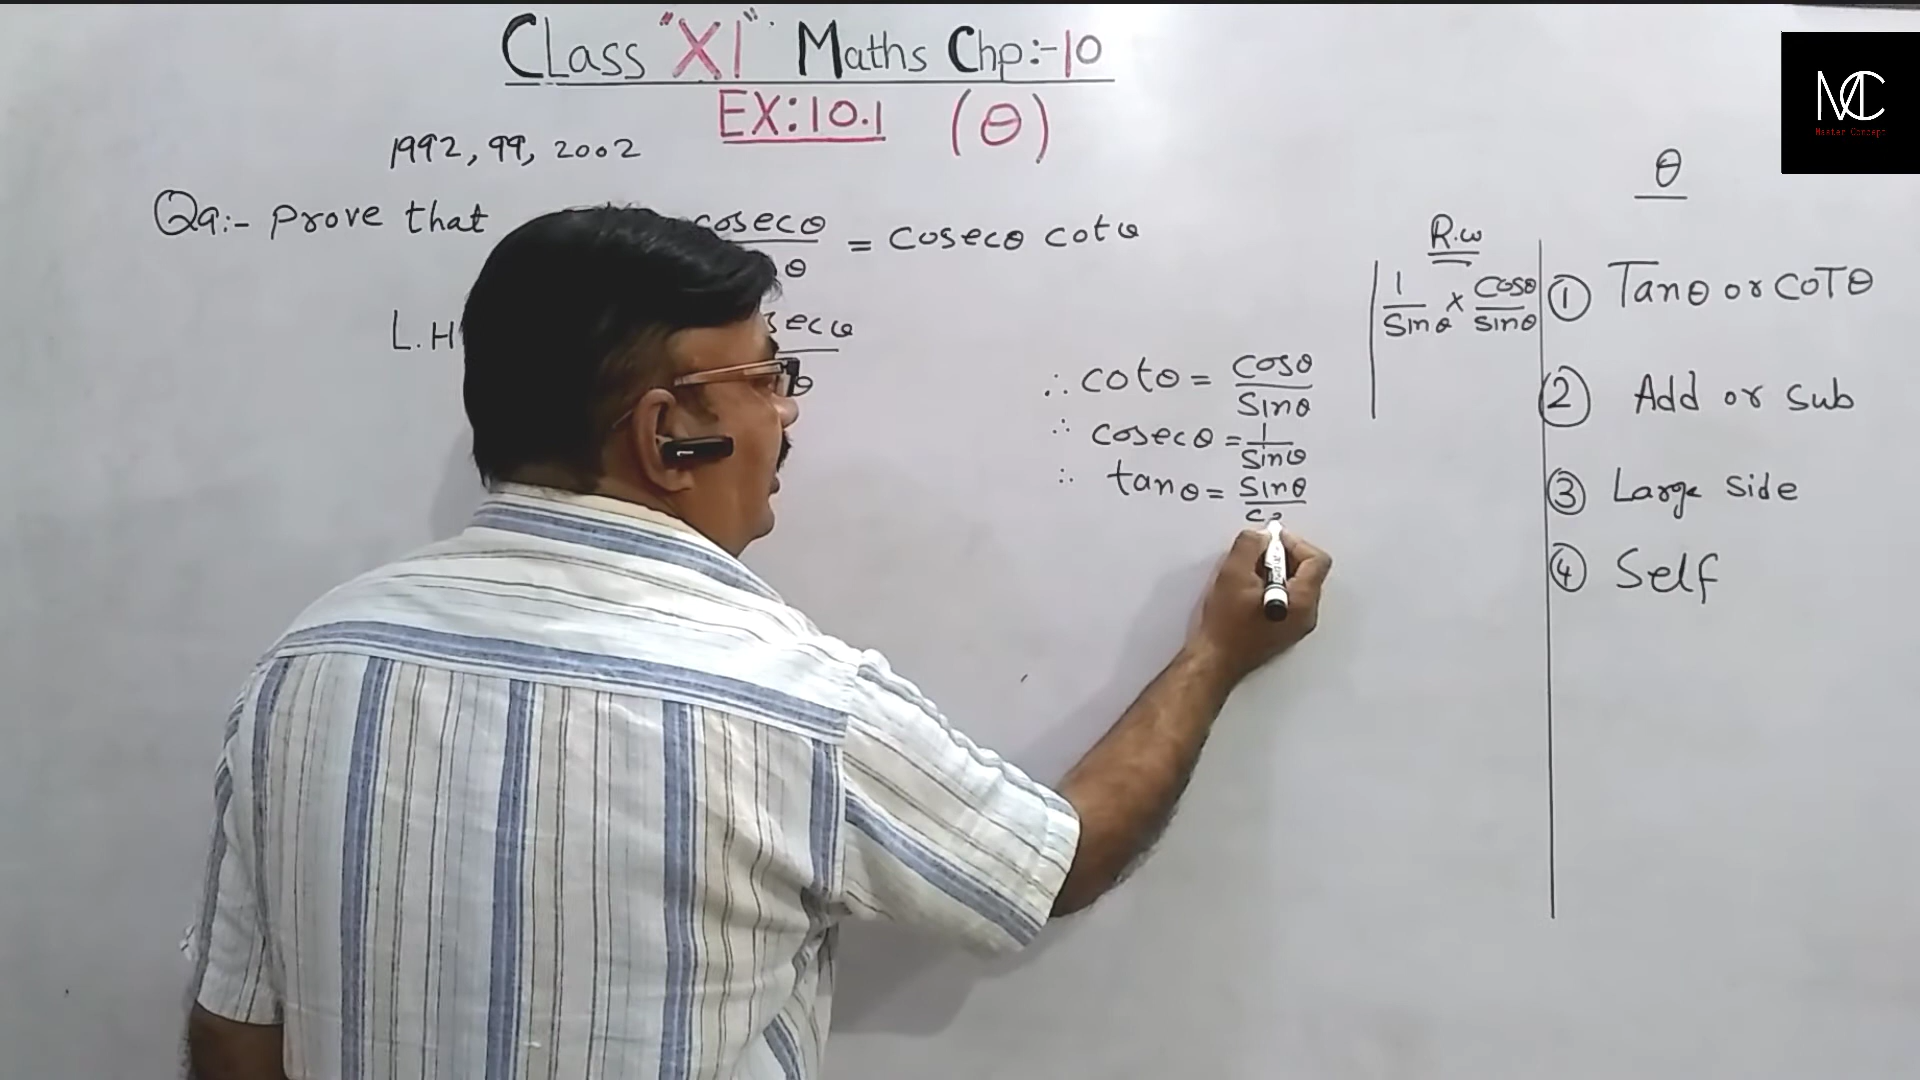 CLass "XI" Maths Chp:-10
EX:10.1 (θ)
1992, 99, 2002
Q9:- Prove that cosecθ / θ = cosecθ cotθ
L.H secθ / θ
∴ cotθ = cosθ / sinθ
∴ cosecθ = 1 / sinθ
∴ tanθ = sinθ / c
R.w
1 / sinθ × cosθ / sinθ
θ
① Tanθ or coTθ
② Add or sub
③ Large side
④ Self
MC
Master Concept